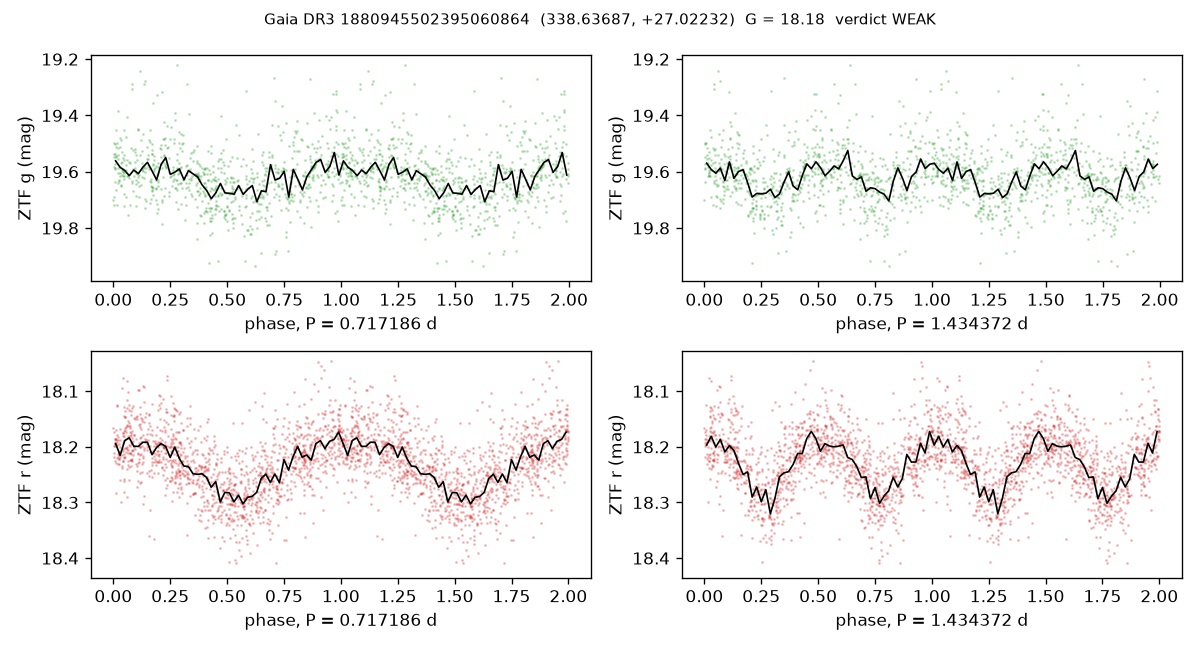 Gaia DR3 1880945502395060864  (338.63687, +27.02232)  G = 18.18  verdict WEAK
19.2
19.4
19.6
19.8
ZTF g (mag)
0.00 0.25 0.50 0.75 1.00 1.25 1.50 1.75 2.00
phase, P = 0.717186 d
19.2
19.4
19.6
19.8
ZTF g (mag)
0.00 0.25 0.50 0.75 1.00 1.25 1.50 1.75 2.00
phase, P = 1.434372 d
18.1
18.2
18.3
18.4
ZTF r (mag)
0.00 0.25 0.50 0.75 1.00 1.25 1.50 1.75 2.00
phase, P = 0.717186 d
18.1
18.2
18.3
18.4
ZTF r (mag)
0.00 0.25 0.50 0.75 1.00 1.25 1.50 1.75 2.00
phase, P = 1.434372 d